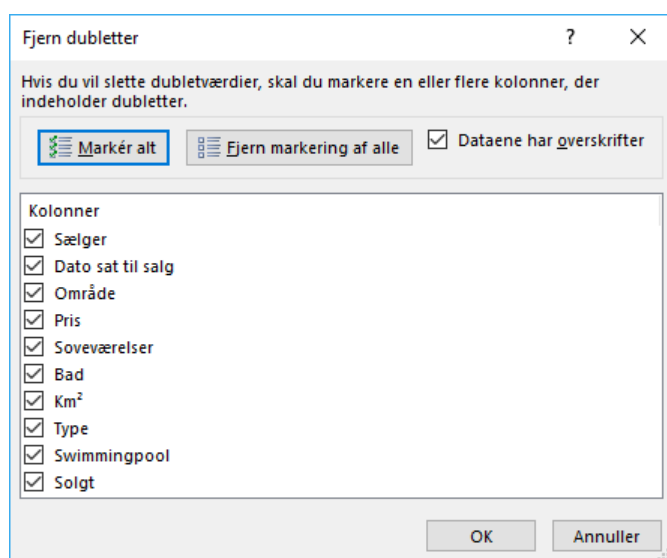 Fjern dubletter
Hvis du vil slette dubletværdier, skal du markere en eller flere kolonner, der
indeholder dubletter.
Markér alt
Fjern markering af alle
Dataene har overskrifter
Kolonner
Sælger
Dato sat til salg
Område
Pris
Soveværelser
Bad
Km²
Type
Swimmingpool
Solgt
OK
Annuller